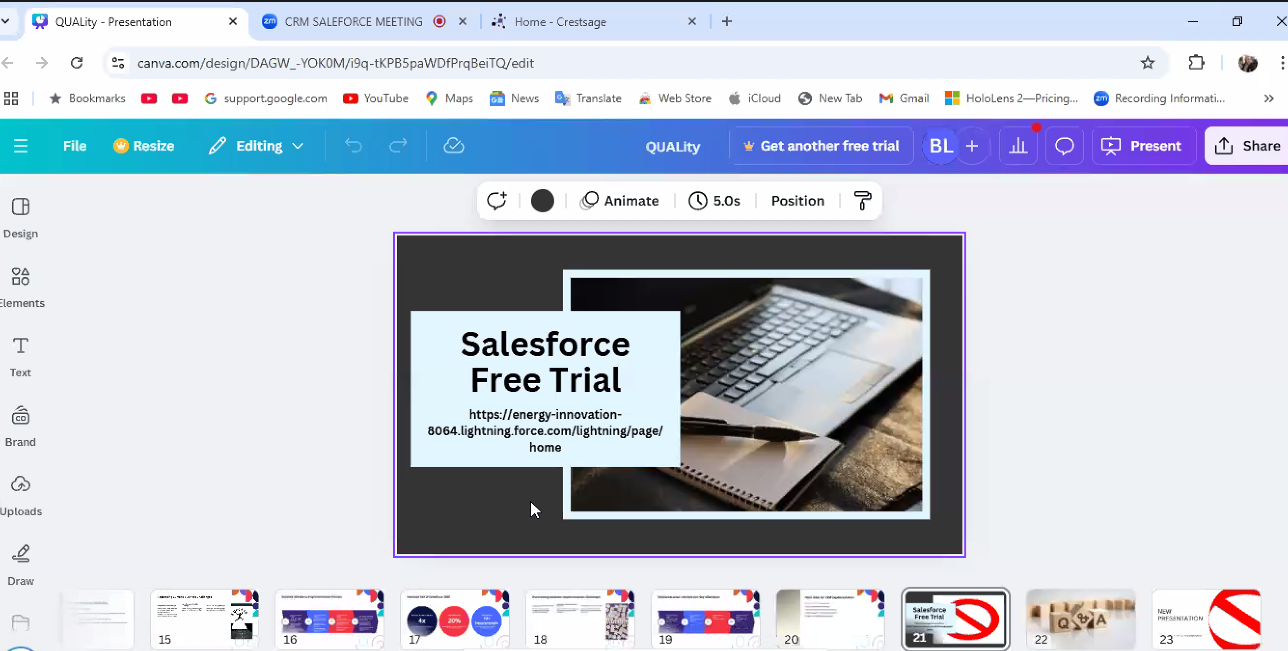 QUALity - Presentation
CRM SALEFORCE MEETING
Home - Crestsage
canva.com/design/DAGW_-YOK0M/i9q-tKPB5paWDfPrqBeiTQ/edit
Bookmarks
support.google.com
YouTube
Maps
News
Translate
Web Store
iCloud
New Tab
Gmail
HoloLens 2—Pricing...
Recording Informati...
File
Resize
Editing
QUALity
Get another free trial
BL
Present
Share
Animate
5.0s
Position
Design
Elements
Text
Brand
Uploads
Draw
Salesforce
Free Trial
https://energy-innovation-
8064.lightning.force.com/lightning/page/
home
15
16
17
4x
20%
18
19
20
Salesforce
Free Trial
21
Q & A
22
NEW
PRESENTATION
23